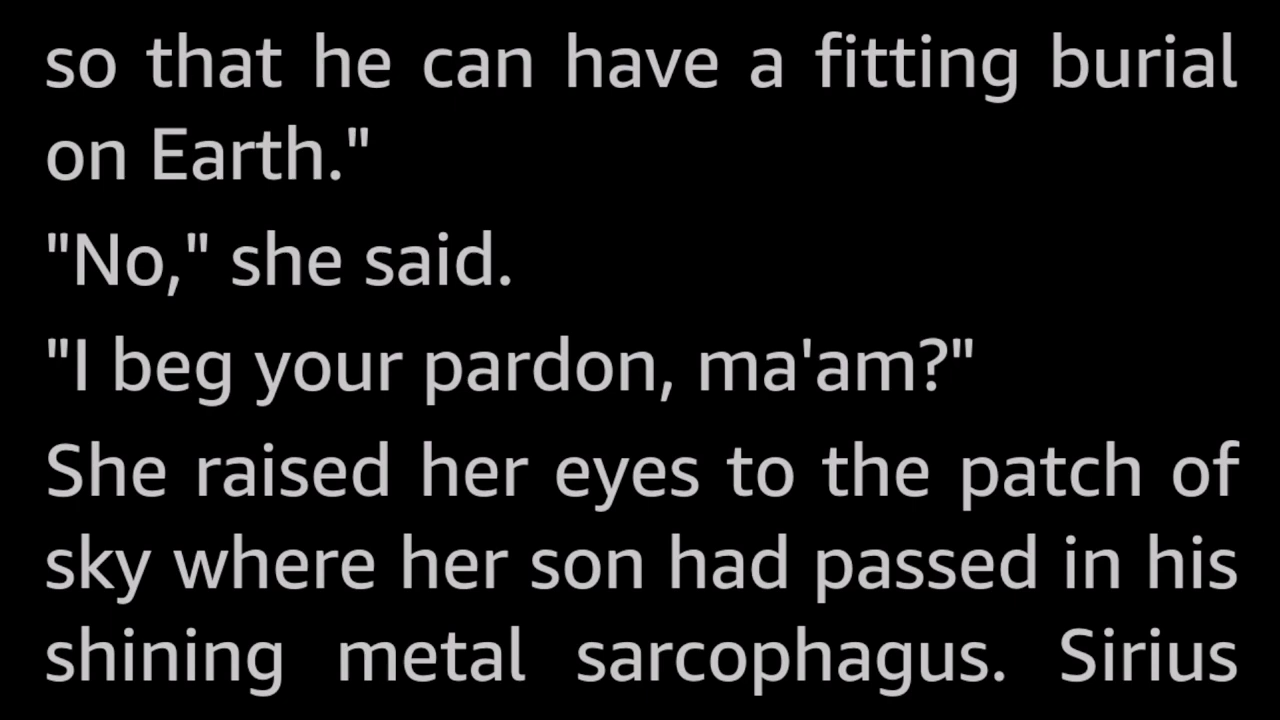 so that he can have a fitting burial
on Earth."
"No," she said.
"I beg your pardon, ma'am?"
She raised her eyes to the patch of
sky where her son had passed in his
shining metal sarcophagus. Sirius